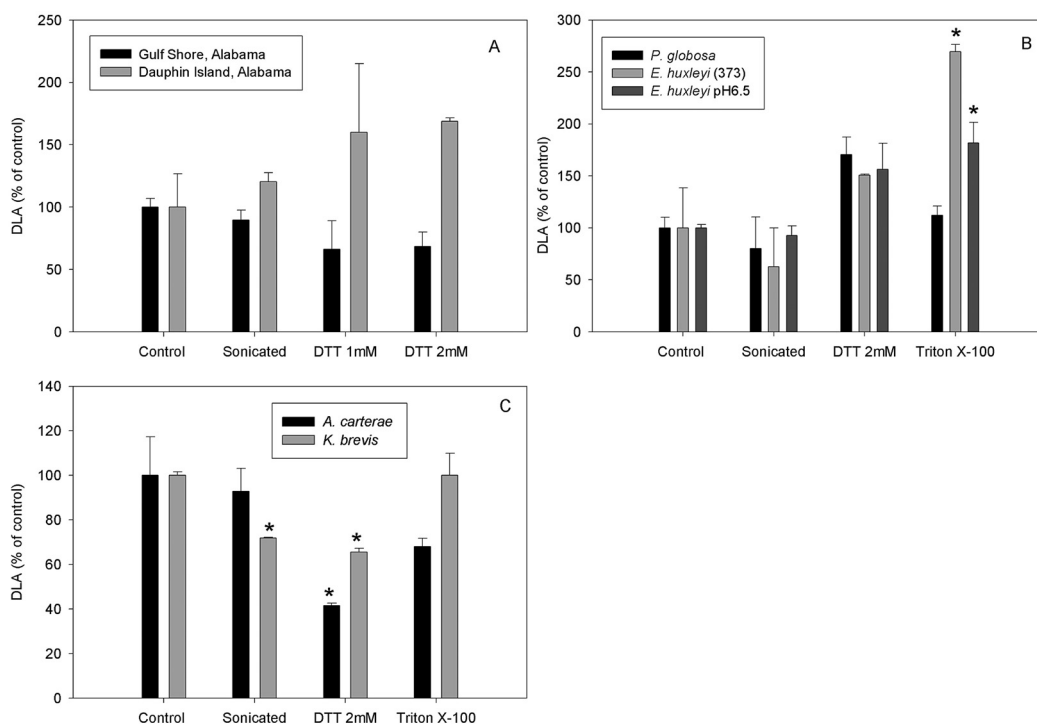 A
Gulf Shore, Alabama
Dauphin Island, Alabama
DLA (% of control)
250
200
150
100
50
0
Control Sonicated DTT 1mM DTT 2mM
B
P. globosa
E. huxleyi (373)
E. huxleyi pH6.5
DLA (% of control)
300
250
200
150
100
50
0
* *
Control Sonicated DTT 2mM Triton X-100
C
A. carterae
K. brevis
DLA (% of control)
140
120
100
80
60
40
20
0
* * *
Control Sonicated DTT 2mM Triton X-100